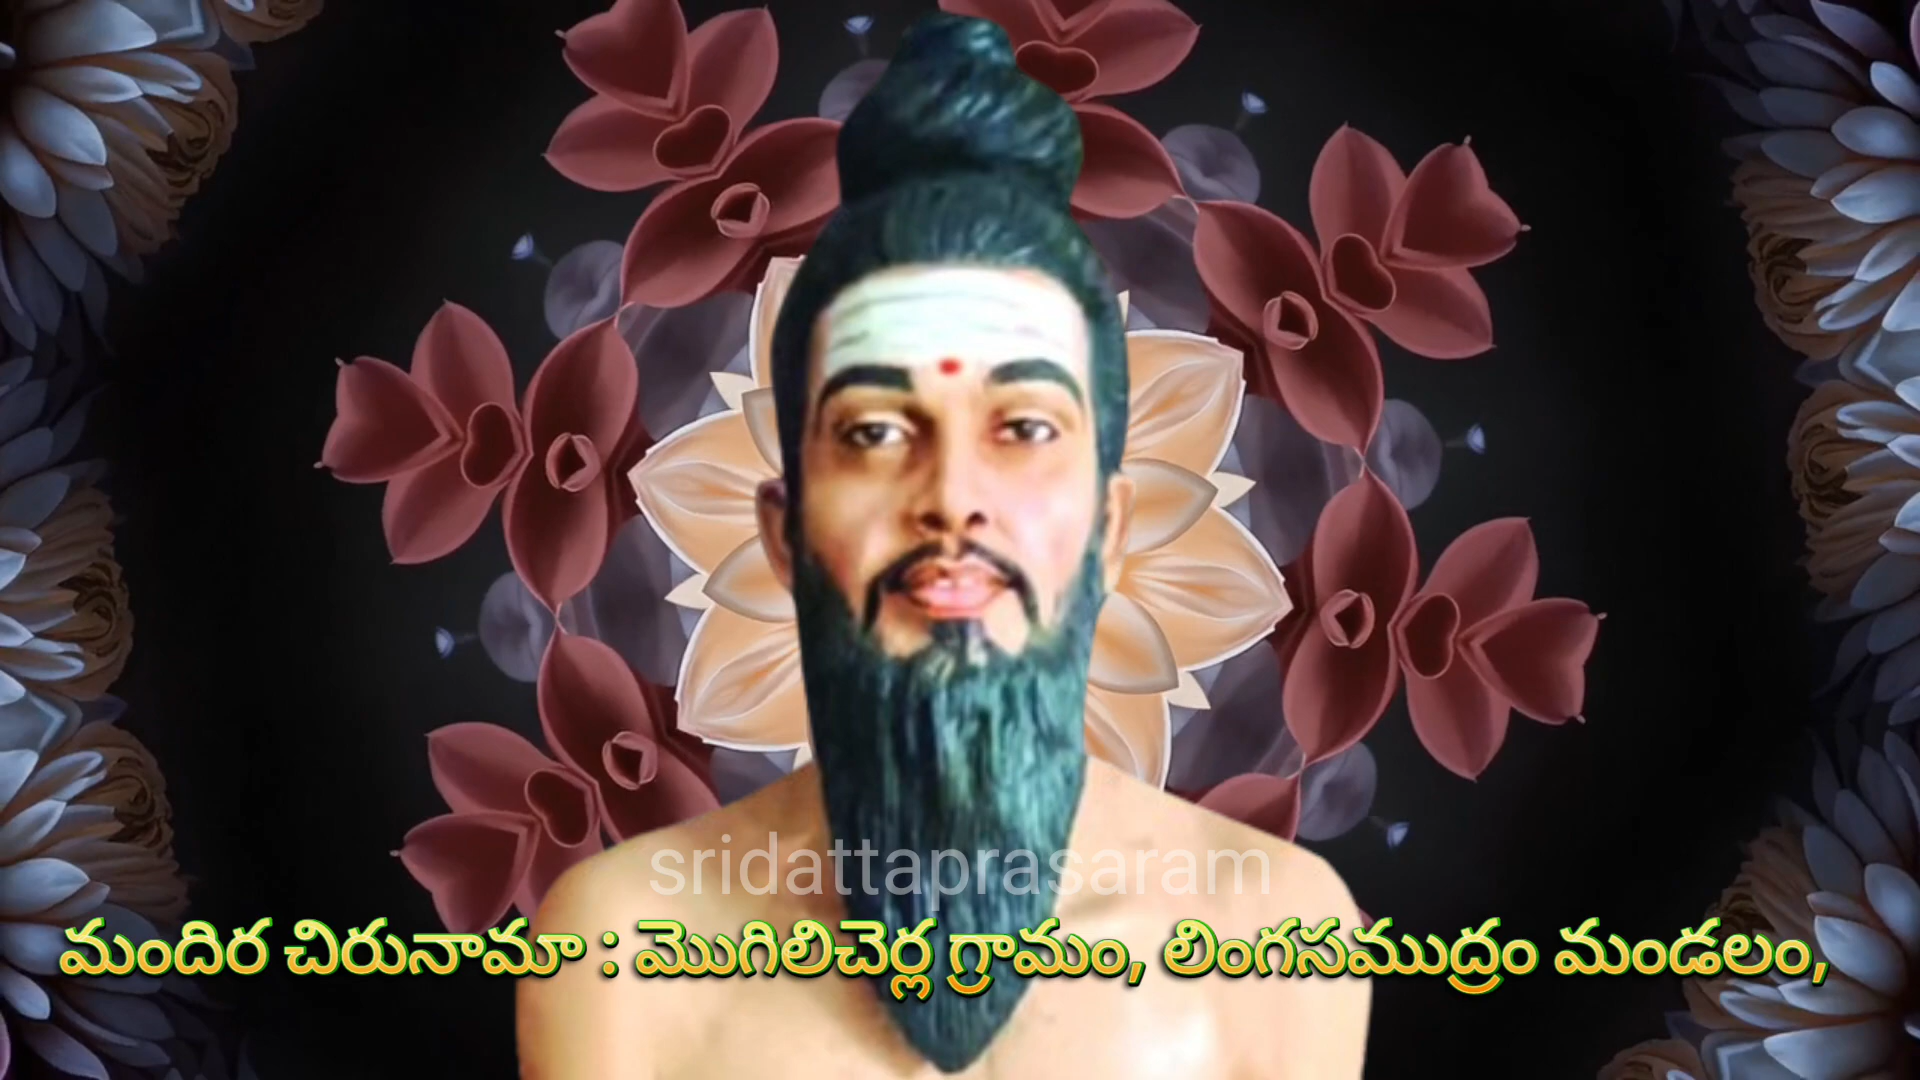 sridattaprasaram
మందిర చిరునామా : మొగిలిచెర్ల గ్రామం, లింగసముద్రం మండలం,